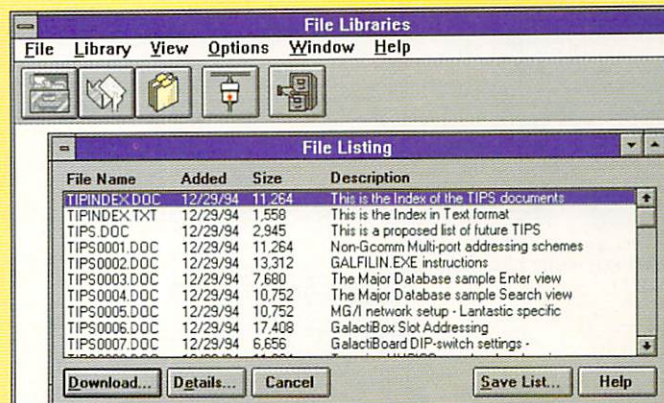 File Libraries
File Library View Options Window Help
File Listing
File Name Added Size Description
TIPINDEX.DOC 12/29/94 11,264 This is the Index of the TIPS documents
TIPINDEX.TXT 12/29/94 1,558 This is the Index in Text format
TIPS.DOC 12/29/94 2,945 This is a proposed list of future TIPS
TIPS0001.DOC 12/29/94 11,264 Non-Gcomm Multi-port addressing schemes
TIPS0002.DOC 12/29/94 13,312 GALFILIN.EXE instructions
TIPS0003.DOC 12/29/94 7,680 The Major Database sample Enter view
TIPS0004.DOC 12/29/94 10,752 The Major Database sample Search view
TIPS0005.DOC 12/29/94 10,752 MG/I network setup - Lantastic specific
TIPS0006.DOC 12/29/94 17,408 GalactiBox Slot Addressing
TIPS0007.DOC 12/29/94 6,656 GalactiBoard DIP-switch settings -
Download... Details... Cancel Save List... Help